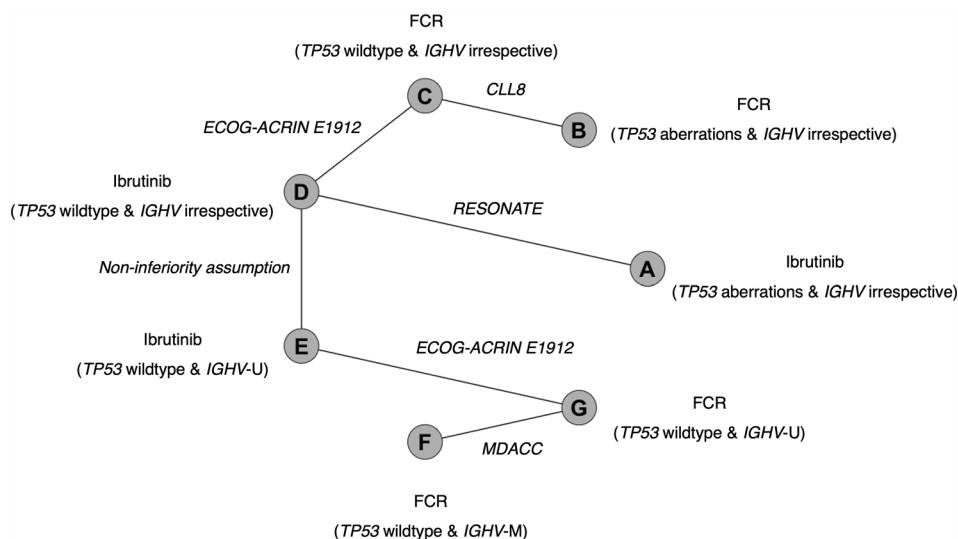 FCR
(TP53 wildtype & IGHV irrespective)
C
CLL8
FCR
(TP53 aberrations & IGHV irrespective)
B
ECOG-ACRIN E1912
Ibrutinib
(TP53 wildtype & IGHV irrespective)
D
RESONATE
Non-inferiority assumption
A
Ibrutinib
(TP53 aberrations & IGHV irrespective)
Ibrutinib
(TP53 wildtype & IGHV-U)
E
ECOG-ACRIN E1912
G
FCR
(TP53 wildtype & IGHV-U)
F
MDACC
FCR
(TP53 wildtype & IGHV-M)